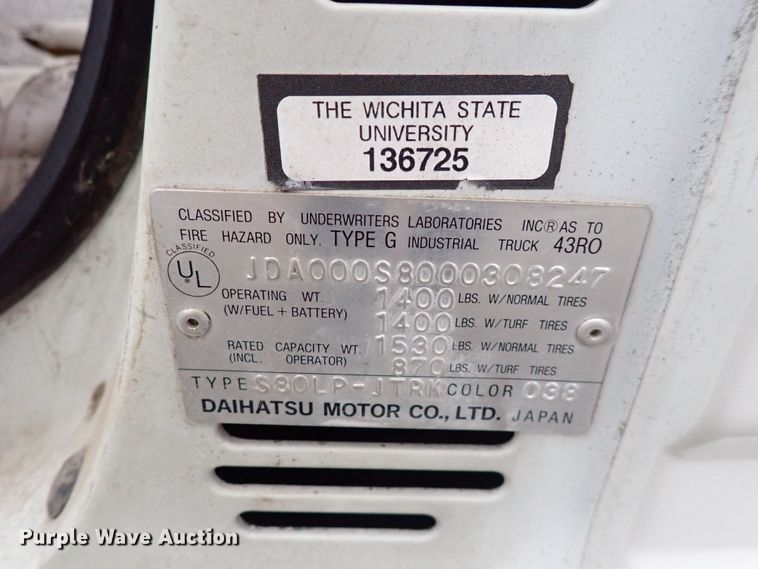 THE WICHITA STATE
UNIVERSITY
136725
CLASSIFIED BY UNDERWRITERS LABORATORIES INC® AS TO
FIRE HAZARD ONLY. TYPE G INDUSTRIAL TRUCK 43RO
CLASSIFIED
UL
®
JDA000S8000308247
OPERATING WT. 1400 LBS. W/NORMAL TIRES
(W/FUEL + BATTERY) 1400 LBS. W/TURF TIRES
RATED CAPACITY WT. 1530 LBS. W/NORMAL TIRES
(INCL. OPERATOR) 870 LBS. W/TURF TIRES
TYPE S80LP-JTRK COLOR 038
DAIHATSU MOTOR CO., LTD. JAPAN
Purple Wave Auction